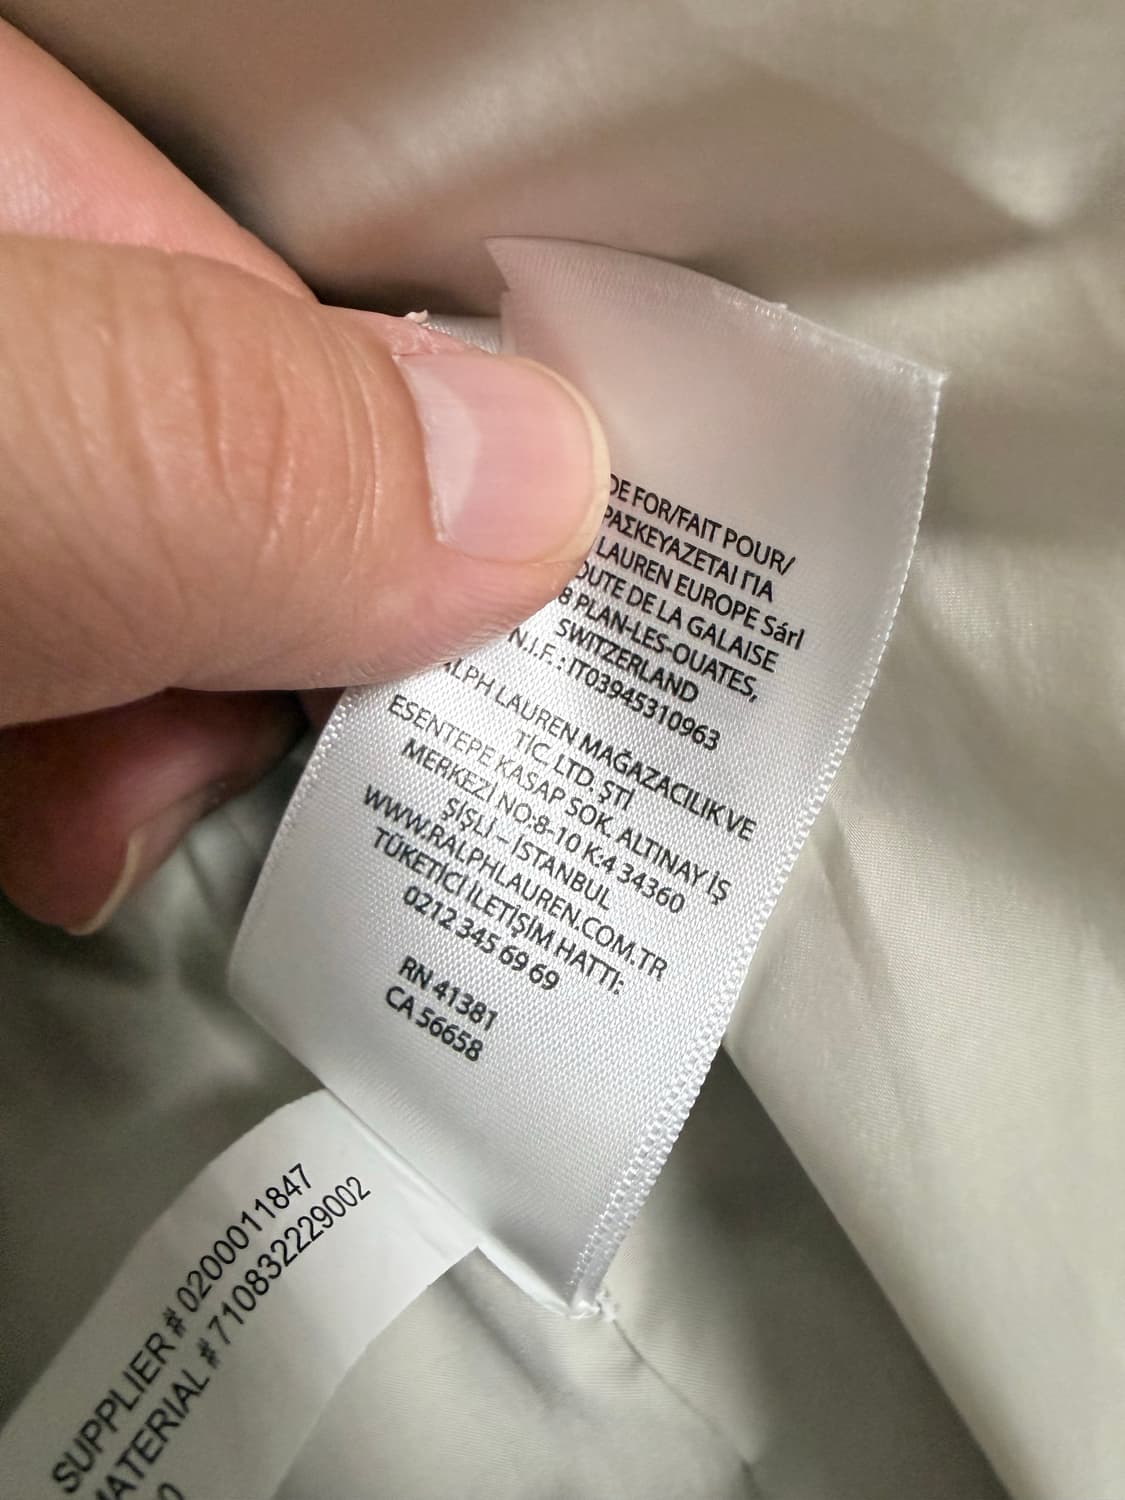 FOR/FAIT POUR/
ΡΑΣΚΕΥΑΖΕΤΑΙ ΓΙΑ
LAUREN EUROPE Sárl
OUTE DE LA GALAISE
8 PLAN-LES-OUATES,
SWITZERLAND
N.I.F. : IT03945310963
ALPH LAUREN MAĞAZACILIK VE
TİC. LTD. ŞTİ
ESENTEPE KASAP SOK. ALTINAY İŞ
MERKEZİ NO:8-10 K:4 34360
ŞİŞLİ – İSTANBUL
WWW.RALPHLAUREN.COM.TR
TÜKETİCİ İLETİŞİM HATTI:
0212 345 69 69
RN 41381
CA 56658
SUPPLIER # 0200011847
MATERIAL # 710832229002